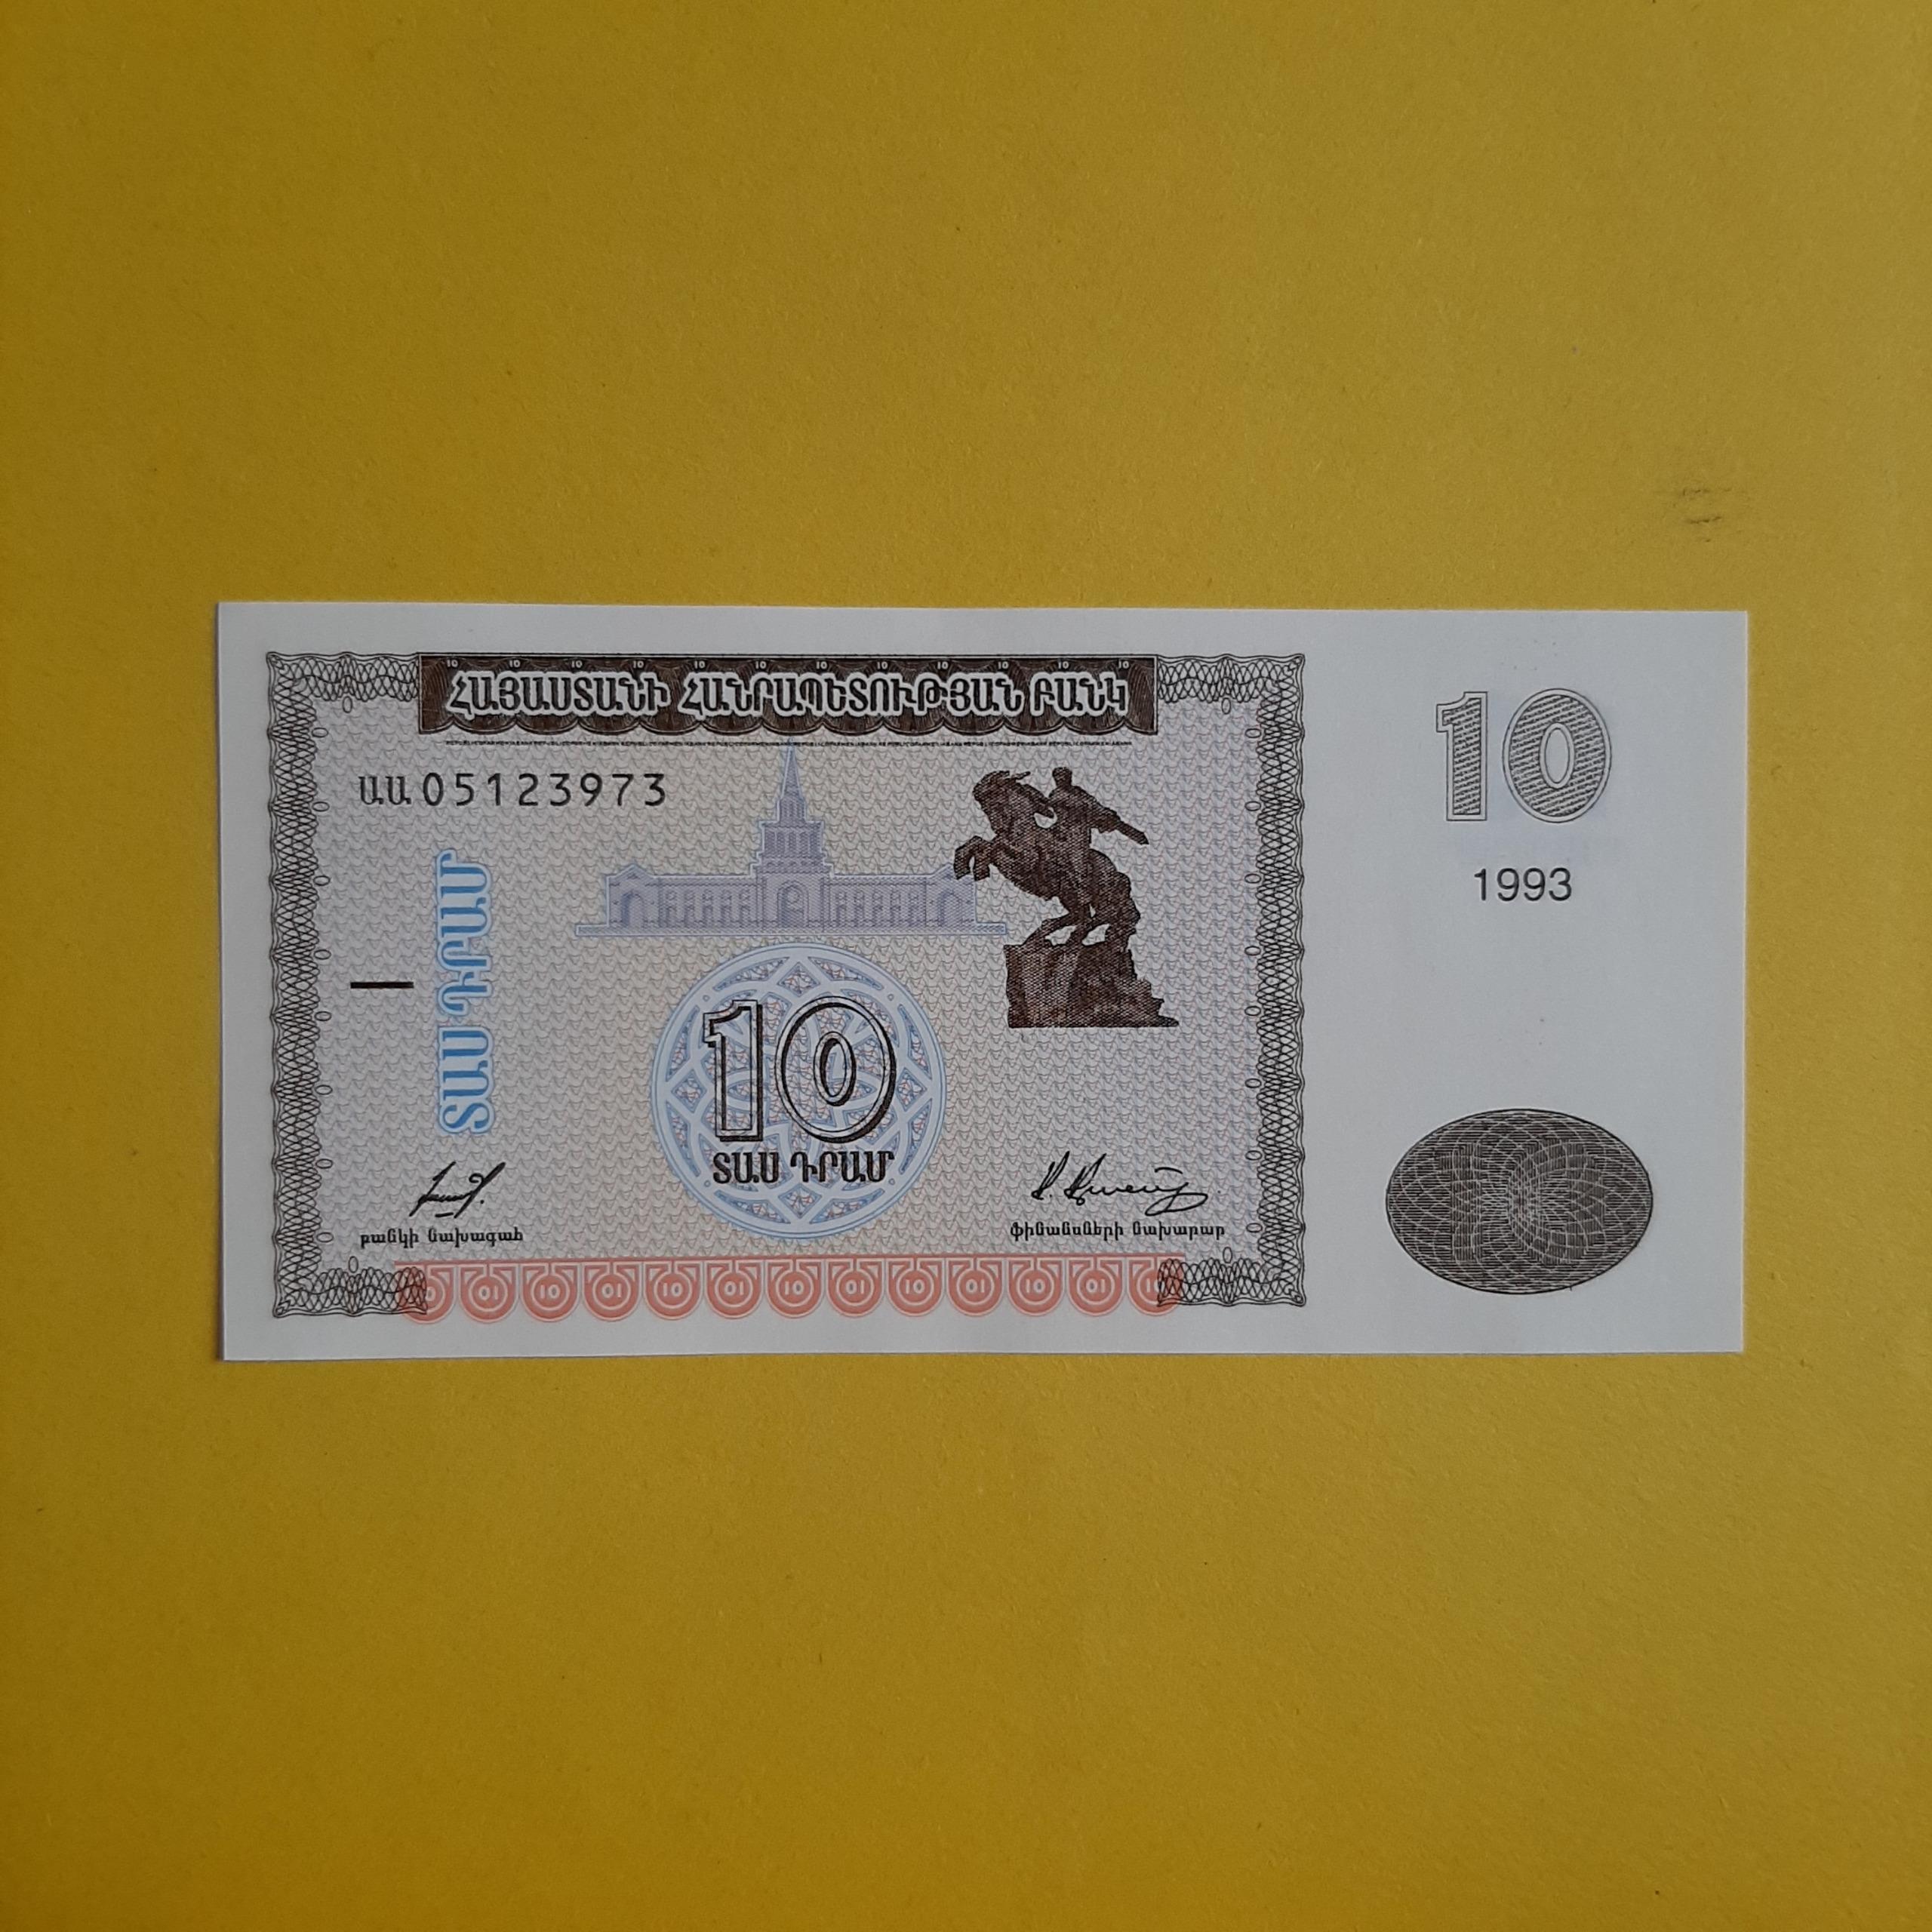 ՀԱՅԱՍՏԱՆԻ ՀԱՆՐԱՊԵՏՈՒԹՅԱՆ ԲԱՆԿ
ԱԱ 05123973
10
1993
ՏԱՍ ԴՐԱՄ
10
ՏԱՍ ԴՐԱՄ
բանկի նախագահ
ֆինանսների նախարար